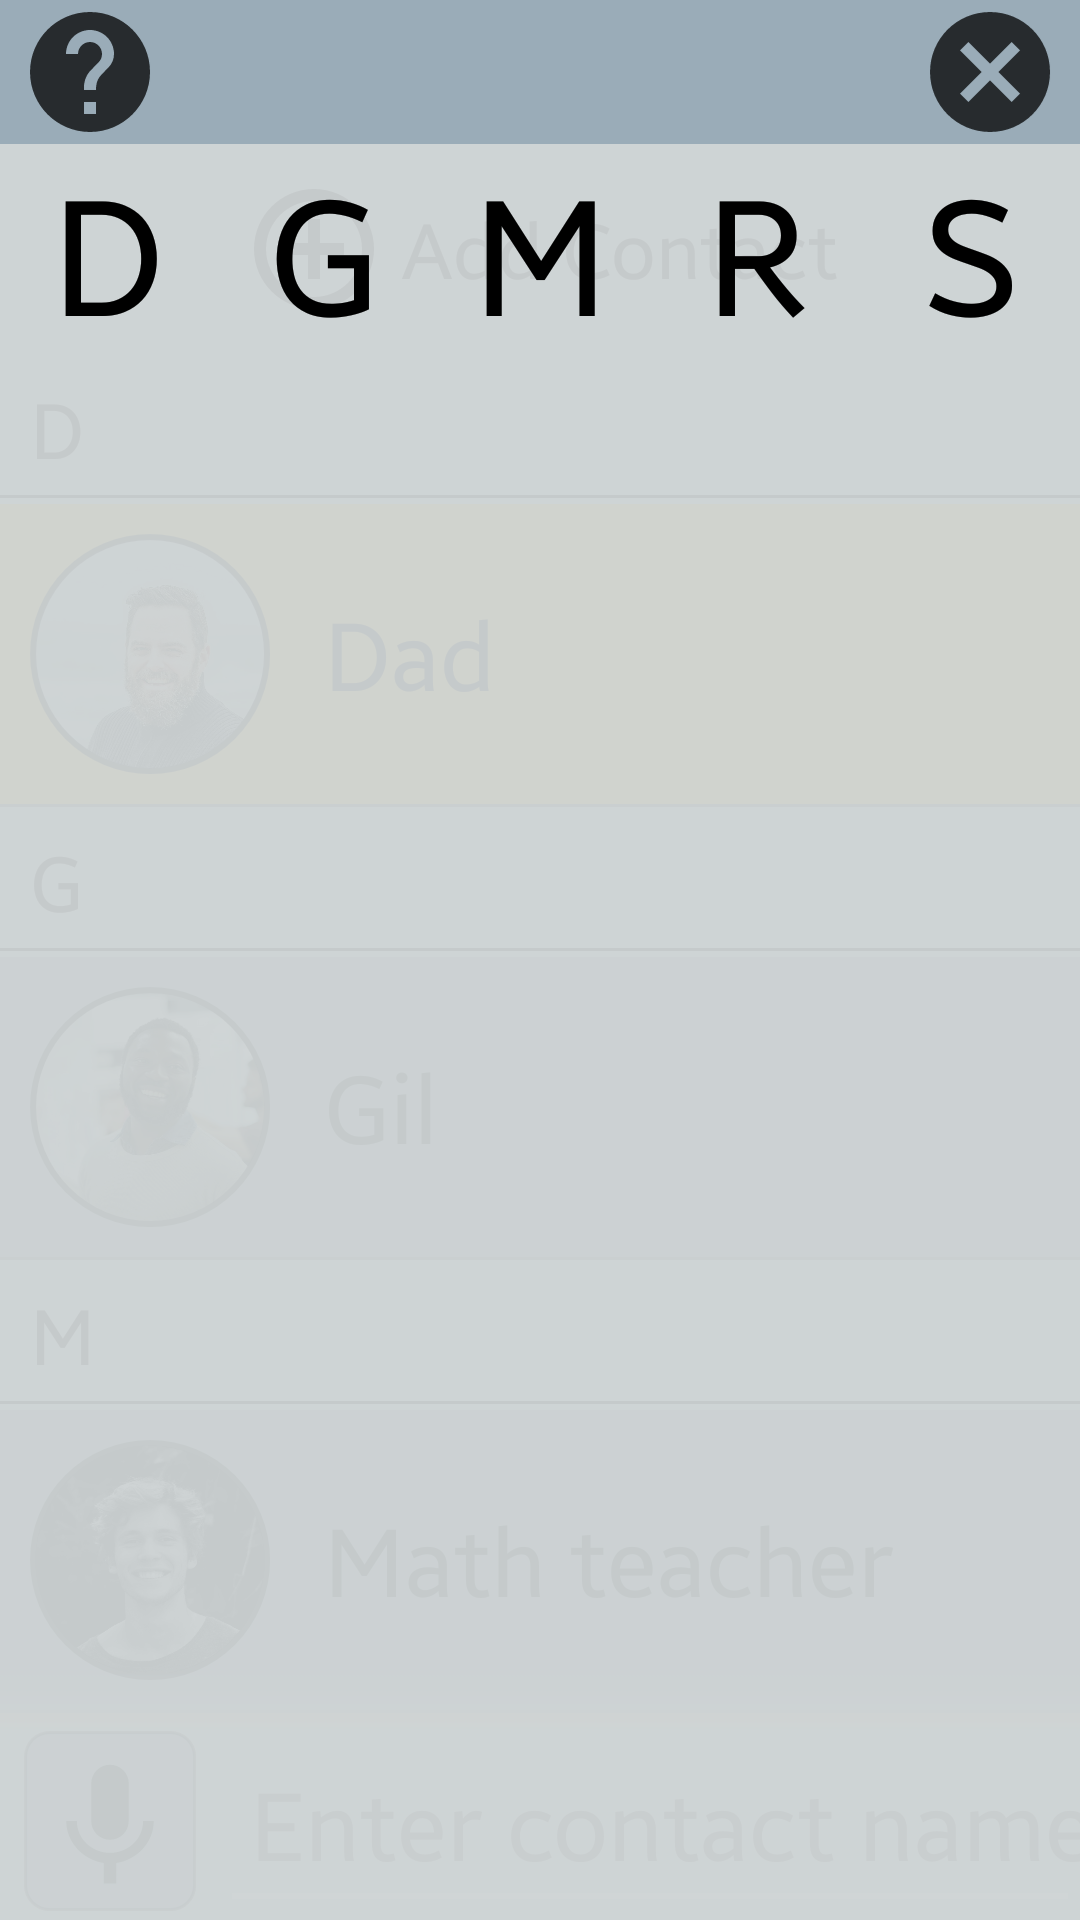 ?
D G M R S
Add Contact
D
Dad
G
Gil
M
Math teacher
Enter contact name